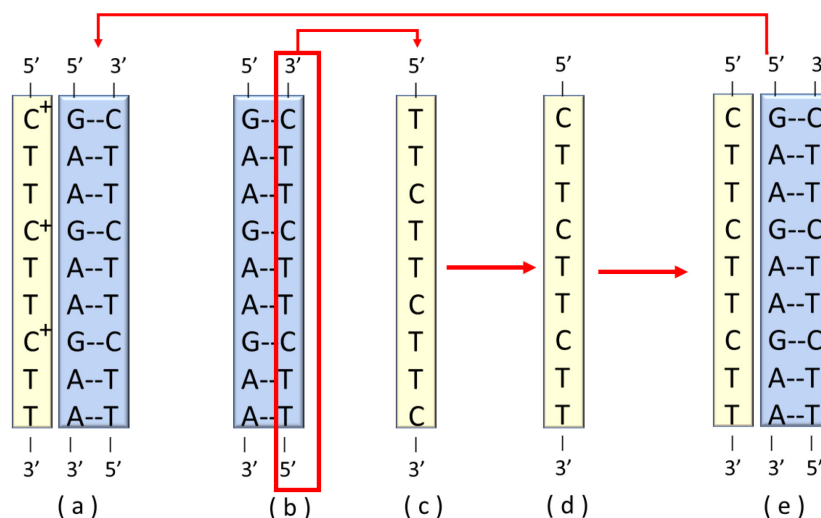 5' 5' 3' 5' 3' 5' 5' 5' 5' 3'
C+ G--C G--C T C C G--C
T A--T A--T T T T A--T
T A--T A--T C T T A--T
C+ G--C G--C T C C G--C
T A--T A--T T T T A--T
T A--T A--T C T T A--T
C+ G--C G--C T C C G--C
T A--T A--T T T T A--T
T A--T A--T C T T A--T
3' 3' 5' 3' 5' 3' 3' 3' 3' 5'
( a ) ( b ) ( c ) ( d ) ( e )